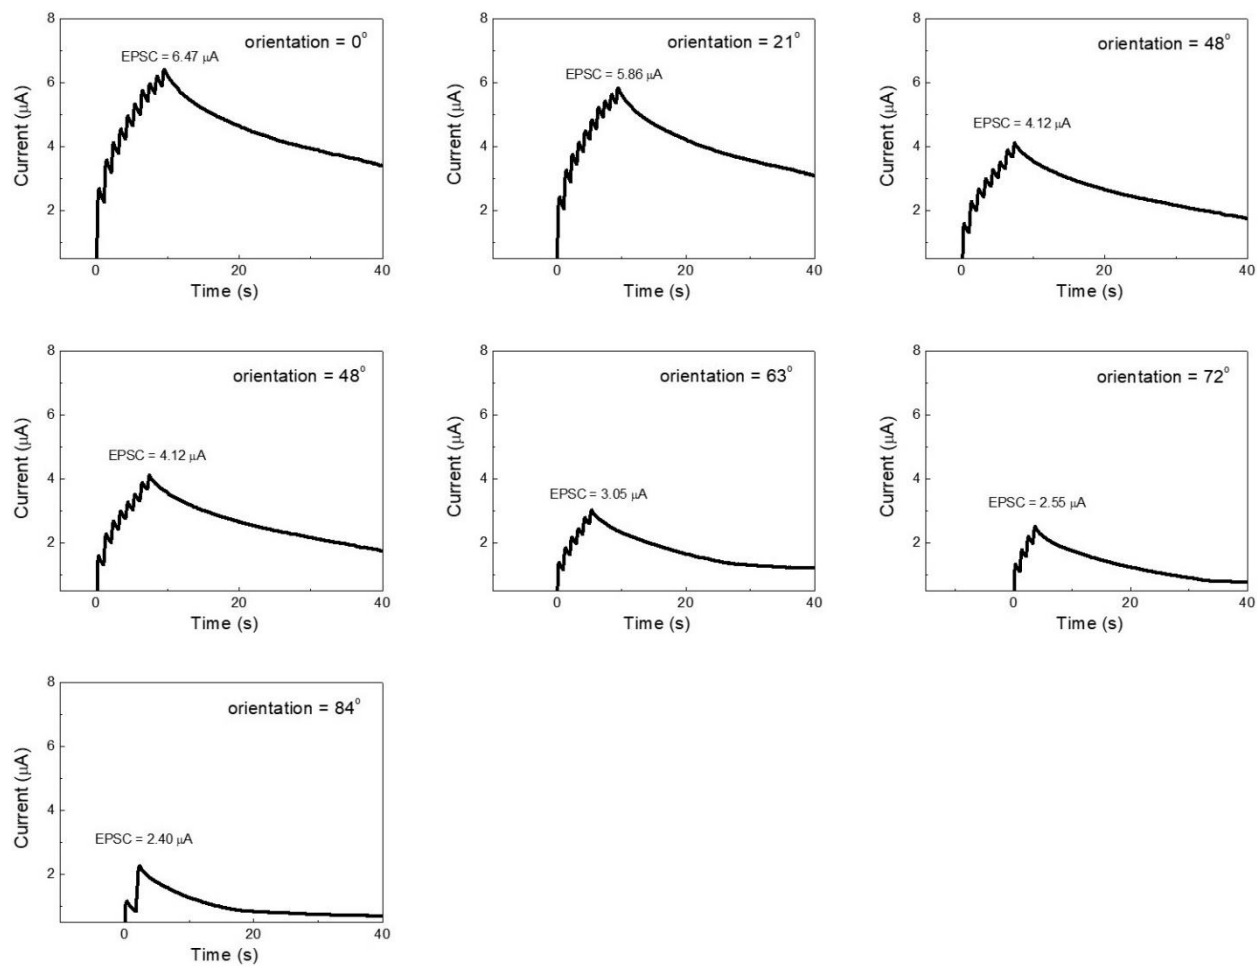 8
orientation = 0°
EPSC = 6.47 µA
6
4
2
Current (µA)
0
20
40
Time (s)
8
orientation = 21°
EPSC = 5.86 µA
6
4
2
Current (µA)
0
20
40
Time (s)
8
orientation = 48°
6
EPSC = 4.12 µA
4
2
Current (µA)
0
20
40
Time (s)
8
orientation = 48°
6
EPSC = 4.12 µA
4
2
Current (µA)
0
20
40
Time (s)
8
orientation = 63°
6
4
EPSC = 3.05 µA
2
Current (µA)
0
20
40
Time (s)
8
orientation = 72°
6
4
EPSC = 2.55 µA
2
Current (µA)
0
20
40
Time (s)
8
orientation = 84°
6
4
EPSC = 2.40 µA
2
Current (µA)
0
20
40
Time (s)